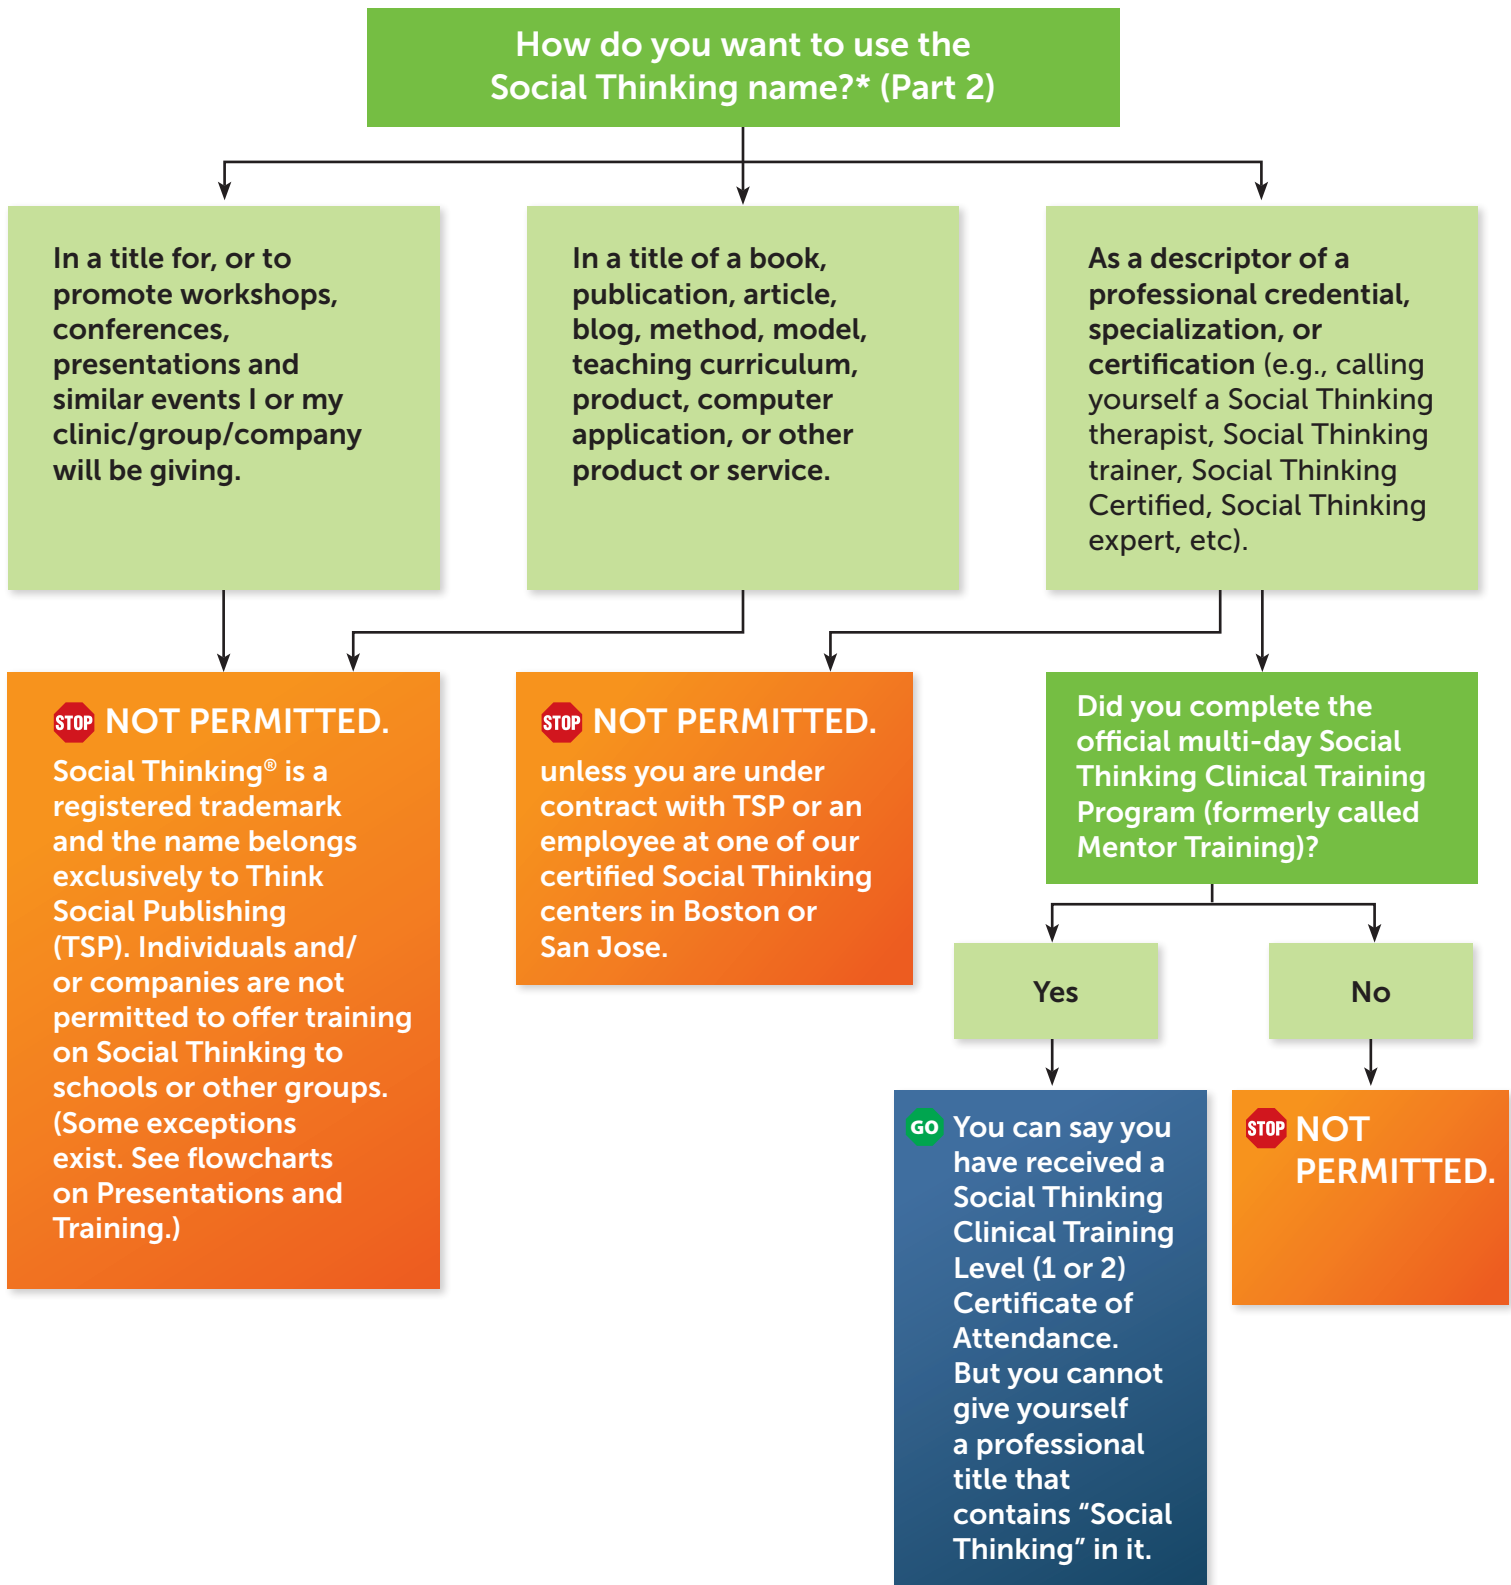 How do you want to use the
Social Thinking name?* (Part 2)
In a title for, or to
promote workshops,
conferences,
presentations and
similar events I or my
clinic/group/company
will be giving.
In a title of a book,
publication, article,
blog, method, model,
teaching curriculum,
product, computer
application, or other
product or service.
As a descriptor of a
professional credential,
specialization, or
certification (e.g., calling
yourself a Social Thinking
therapist, Social Thinking
trainer, Social Thinking
Certified, Social Thinking
expert, etc).
STOP NOT PERMITTED.
Social Thinking® is a
registered trademark
and the name belongs
exclusively to Think
Social Publishing
(TSP). Individuals and/
or companies are not
permitted to offer training
on Social Thinking to
schools or other groups.
(Some exceptions
exist. See flowcharts
on Presentations and
Training.)
STOP NOT PERMITTED.
unless you are under
contract with TSP or an
employee at one of our
certified Social Thinking
centers in Boston or
San Jose.
Did you complete the
official multi-day Social
Thinking Clinical Training
Program (formerly called
Mentor Training)?
Yes
No
GO You can say you
have received a
Social Thinking
Clinical Training
Level (1 or 2)
Certificate of
Attendance.
But you cannot
give yourself
a professional
title that
contains “Social
Thinking” in it.
STOP NOT
PERMITTED.